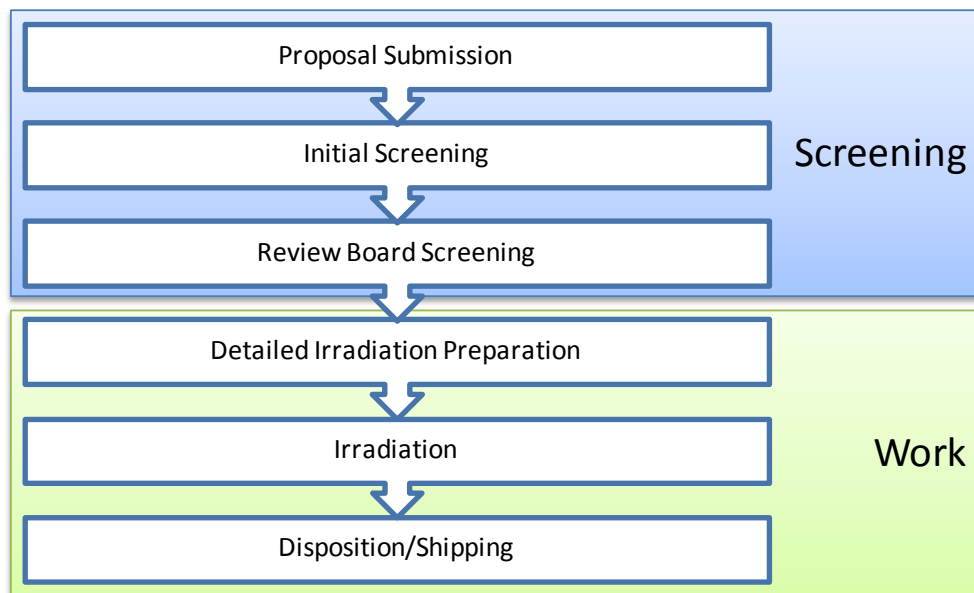 Proposal Submission
Initial Screening
Screening
Review Board Screening
Detailed Irradiation Preparation
Irradiation
Work
Disposition/Shipping